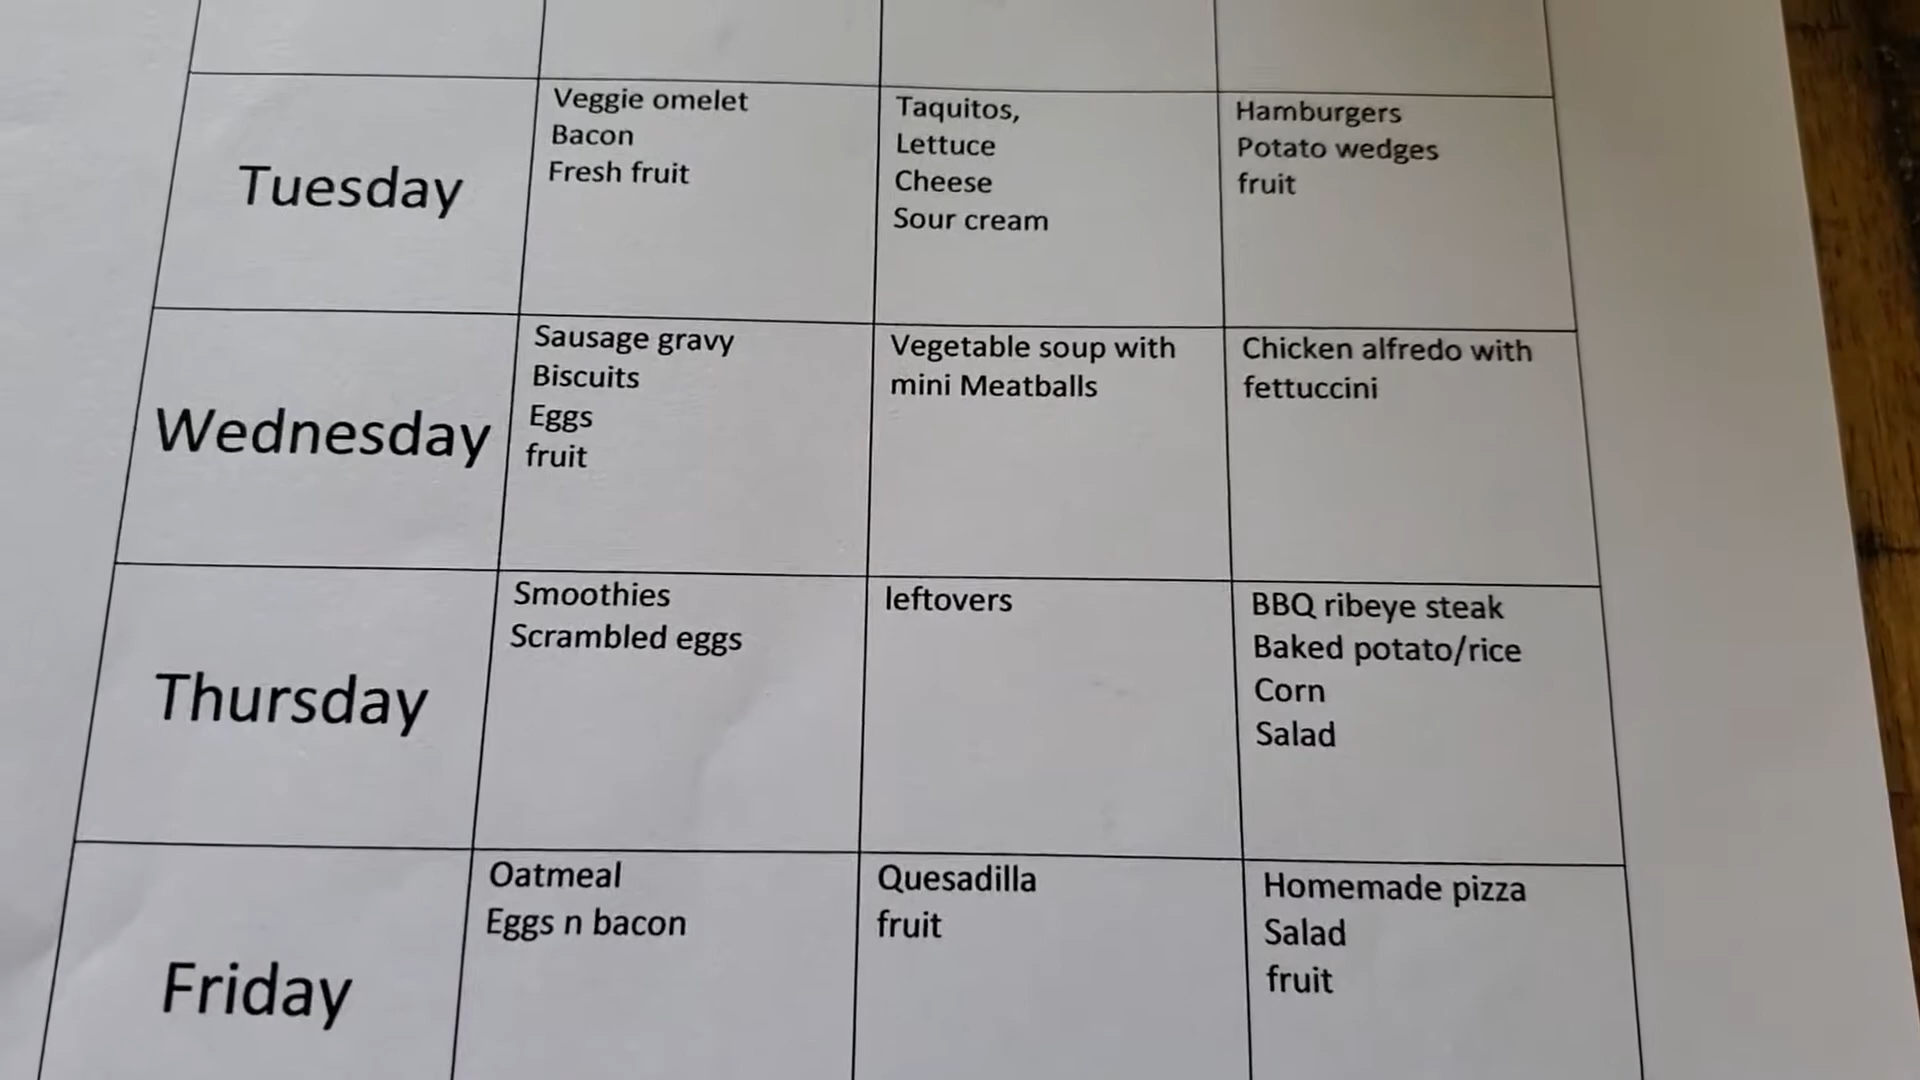 Tuesday
Veggie omelet
Bacon
Fresh fruit
Taquitos,
Lettuce
Cheese
Sour cream
Hamburgers
Potato wedges
fruit
Wednesday
Sausage gravy
Biscuits
Eggs
fruit
Vegetable soup with
mini Meatballs
Chicken alfredo with
fettuccini
Thursday
Smoothies
Scrambled eggs
leftovers
BBQ ribeye steak
Baked potato/rice
Corn
Salad
Friday
Oatmeal
Eggs n bacon
Quesadilla
fruit
Homemade pizza
Salad
fruit